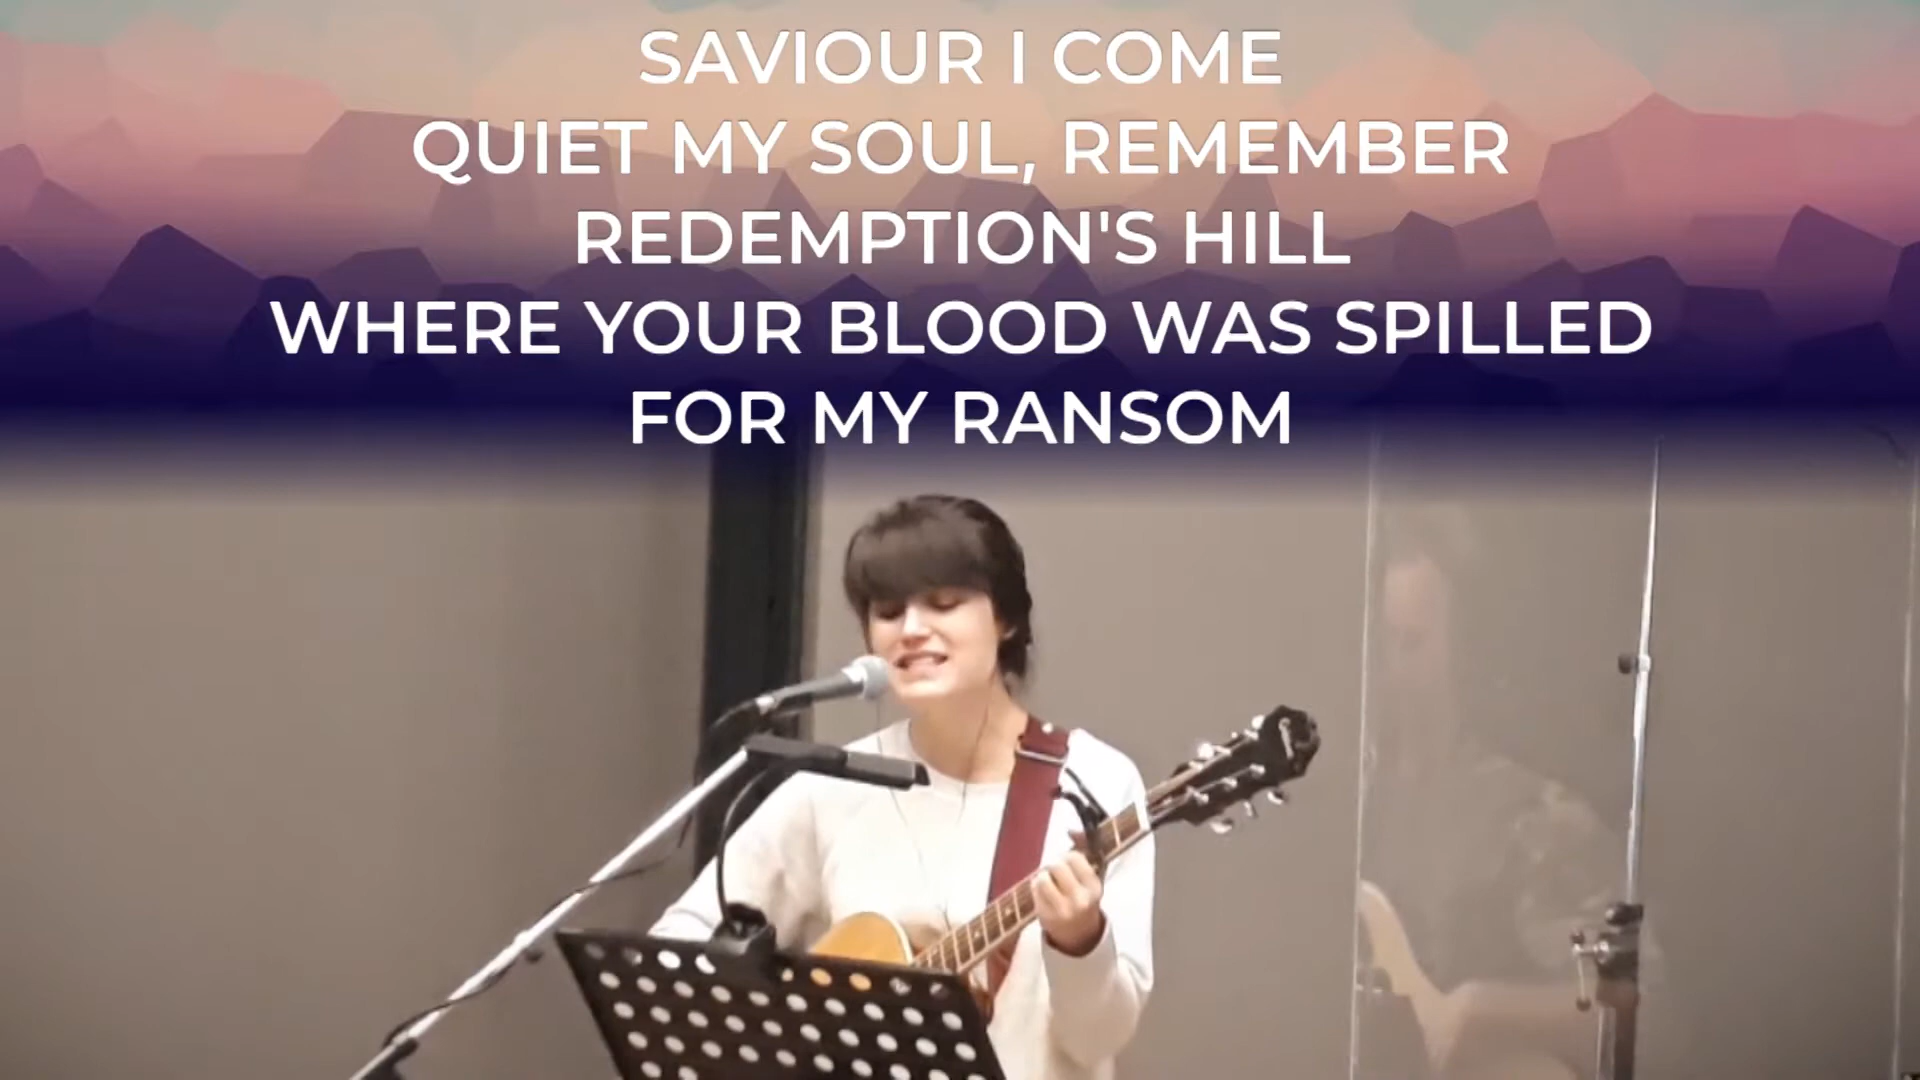 SAVIOUR I COME
QUIET MY SOUL, REMEMBER
REDEMPTION'S HILL
WHERE YOUR BLOOD WAS SPILLED
FOR MY RANSOM